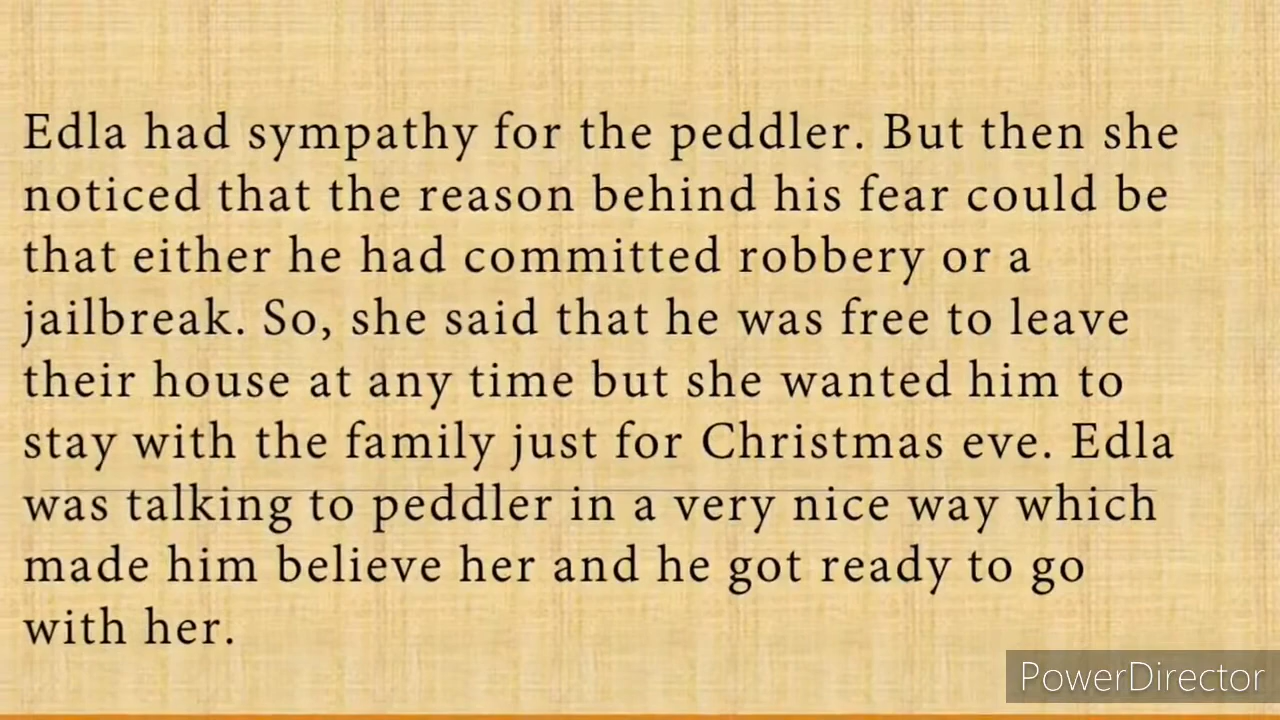 Edla had sympathy for the peddler. But then she
noticed that the reason behind his fear could be
that either he had committed robbery or a
jailbreak. So, she said that he was free to leave
their house at any time but she wanted him to
stay with the family just for Christmas eve. Edla
was talking to peddler in a very nice way which
made him believe her and he got ready to go
with her.
PowerDirector